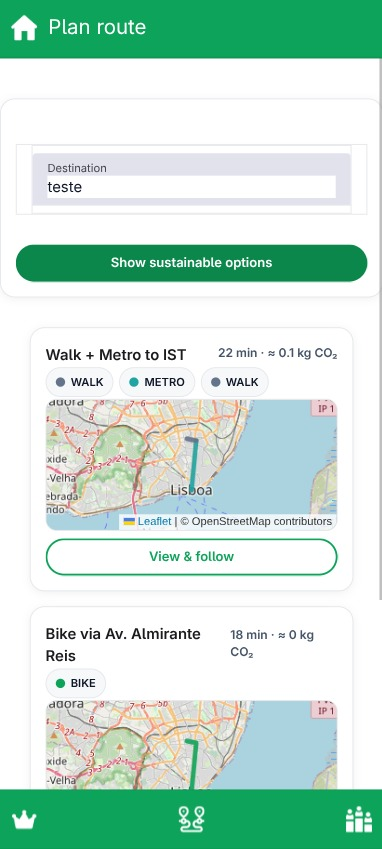 Plan route
Destination
teste
Show sustainable options
Walk + Metro to IST
22 min · ≈ 0.1 kg CO₂
WALK
METRO
WALK
adora
IP 1
xide
-Velha
ebrada-
ndo
Lisboa
Leaflet | © OpenStreetMap contributors
View & follow
Bike via Av. Almirante
Reis
18 min · ≈ 0 kg
CO₂
BIKE
adora
IP 1
xide
-Velha